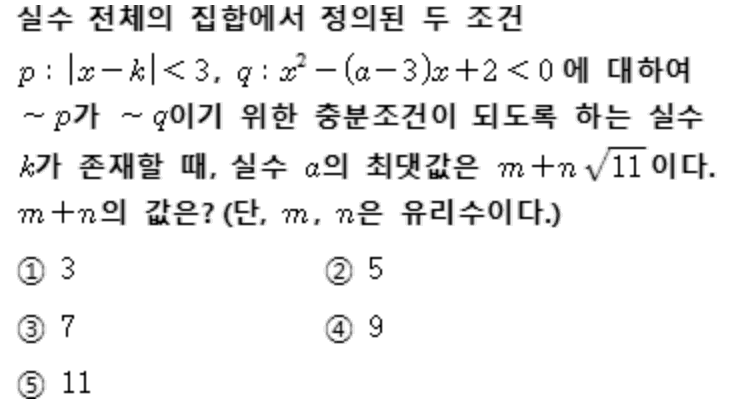 실수 전체의 집합에서 정의된 두 조건
p : |x−k| < 3, q : x² − (a−3)x + 2 < 0 에 대하여
~p가 ~q이기 위한 충분조건이 되도록 하는 실수
k가 존재할 때, 실수 a의 최댓값은 m+n√11 이다.
m+n의 값은? (단, m, n은 유리수이다.)
① 3 ② 5
③ 7 ④ 9
⑤ 11